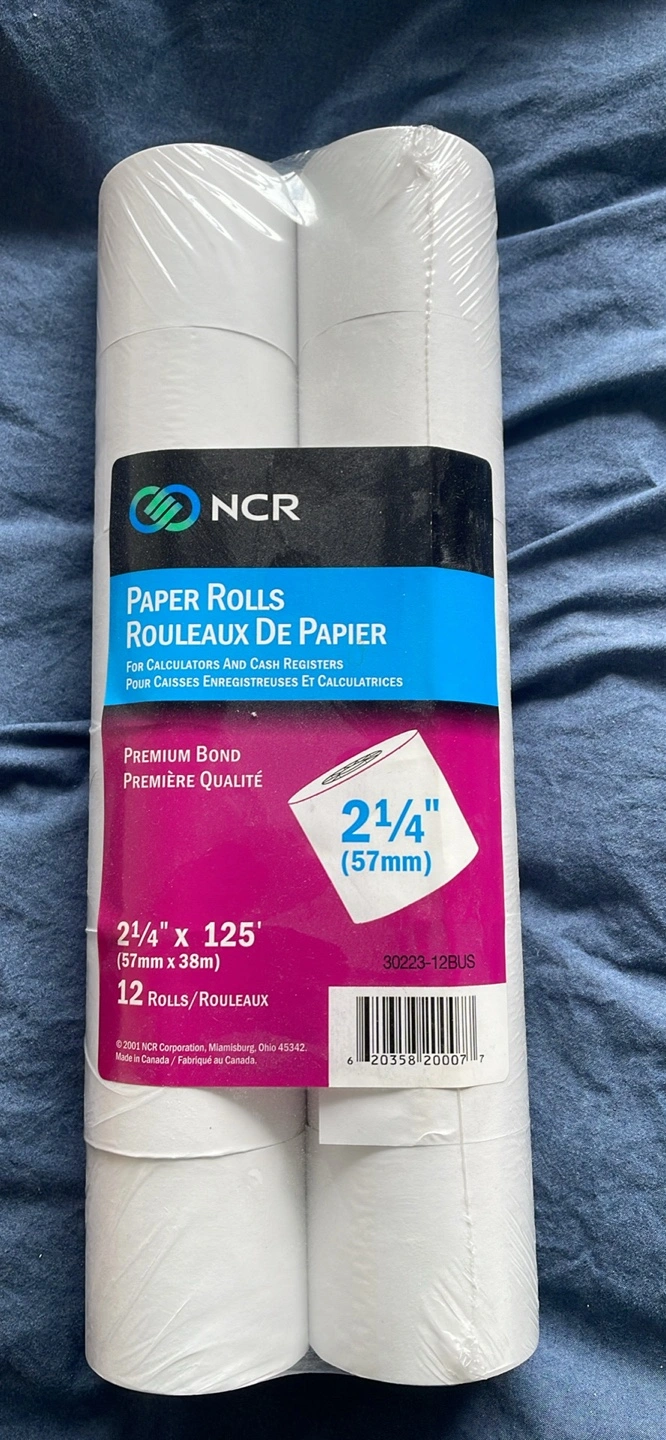 NCR
PAPER ROLLS
ROULEAUX DE PAPIER
FOR CALCULATORS AND CASH REGISTERS
POUR CAISSES ENREGISTREUSES ET CALCULATRICES
PREMIUM BOND
PREMIÈRE QUALITÉ
2¼"
(57mm)
2¼" x 125'
(57mm x 38m)
12 ROLLS/ROULEAUX
30223-12BUS
© 2001 NCR Corporation, Miamisburg, Ohio 45342.
Made in Canada / Fabriqué au Canada.
6 20358 20007 7